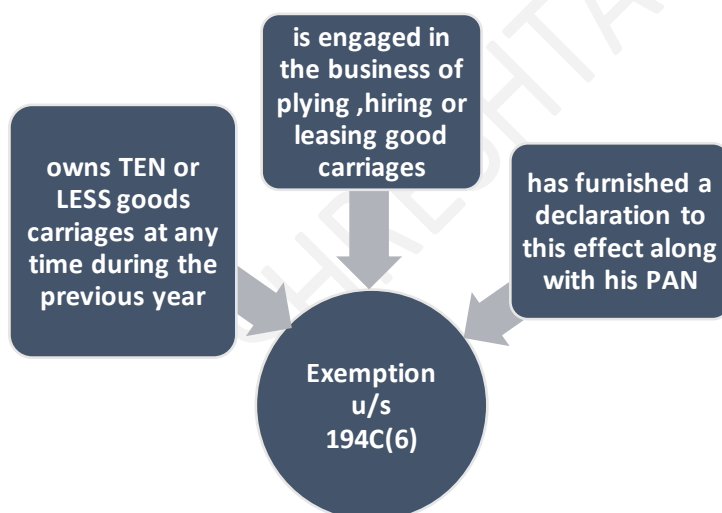 is engaged in
the business of
plying ,hiring or
leasing good
carriages
owns TEN or
LESS goods
carriages at any
time during the
previous year
has furnished a
declaration to
this effect along
with his PAN
Exemption
u/s
194C(6)